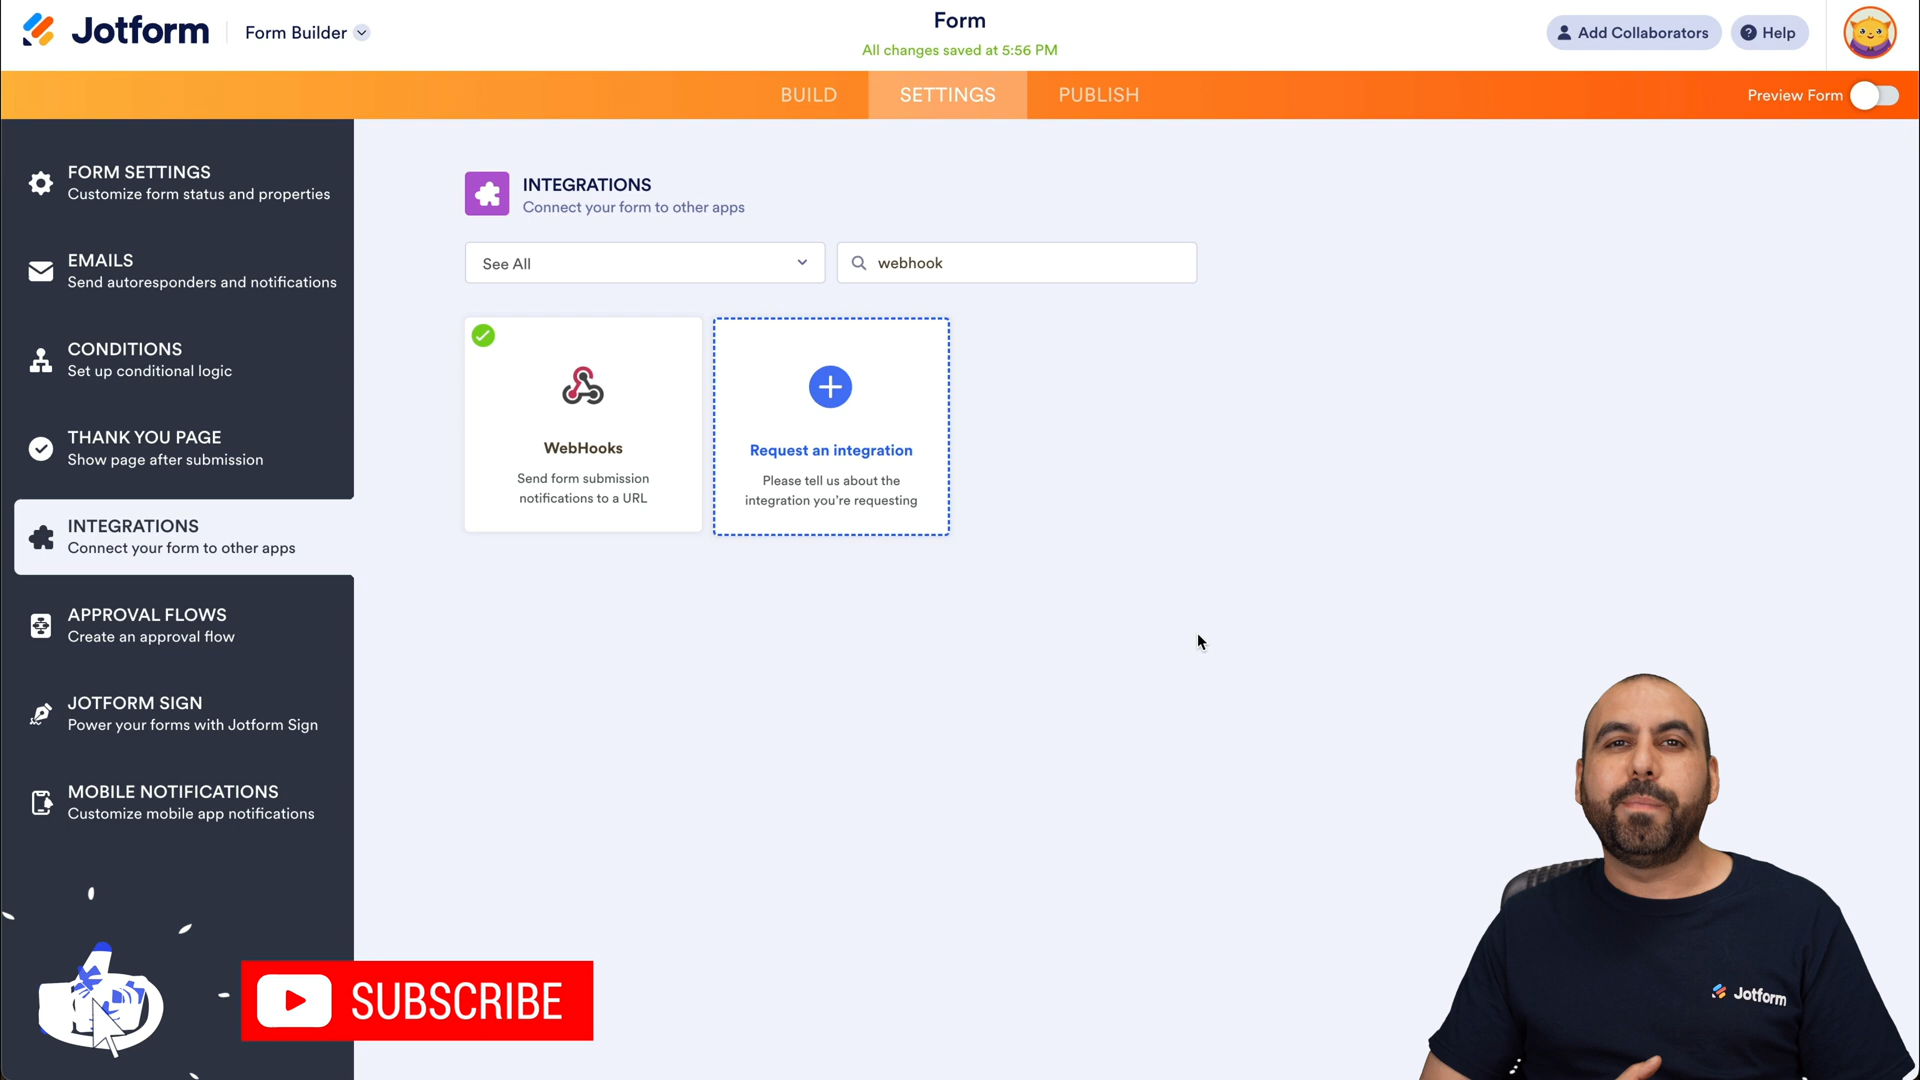 Jotform
Form Builder
Form
All changes saved at 5:56 PM
Add Collaborators
Help
BUILD
SETTINGS
PUBLISH
Preview Form
FORM SETTINGS
Customize form status and properties
EMAILS
Send autoresponders and notifications
CONDITIONS
Set up conditional logic
THANK YOU PAGE
Show page after submission
INTEGRATIONS
Connect your form to other apps
APPROVAL FLOWS
Create an approval flow
JOTFORM SIGN
Power your forms with Jotform Sign
MOBILE NOTIFICATIONS
Customize mobile app notifications
INTEGRATIONS
Connect your form to other apps
See All
webhook
WebHooks
Send form submission
notifications to a URL
Request an integration
Please tell us about the
integration you're requesting
SUBSCRIBE
Jotform